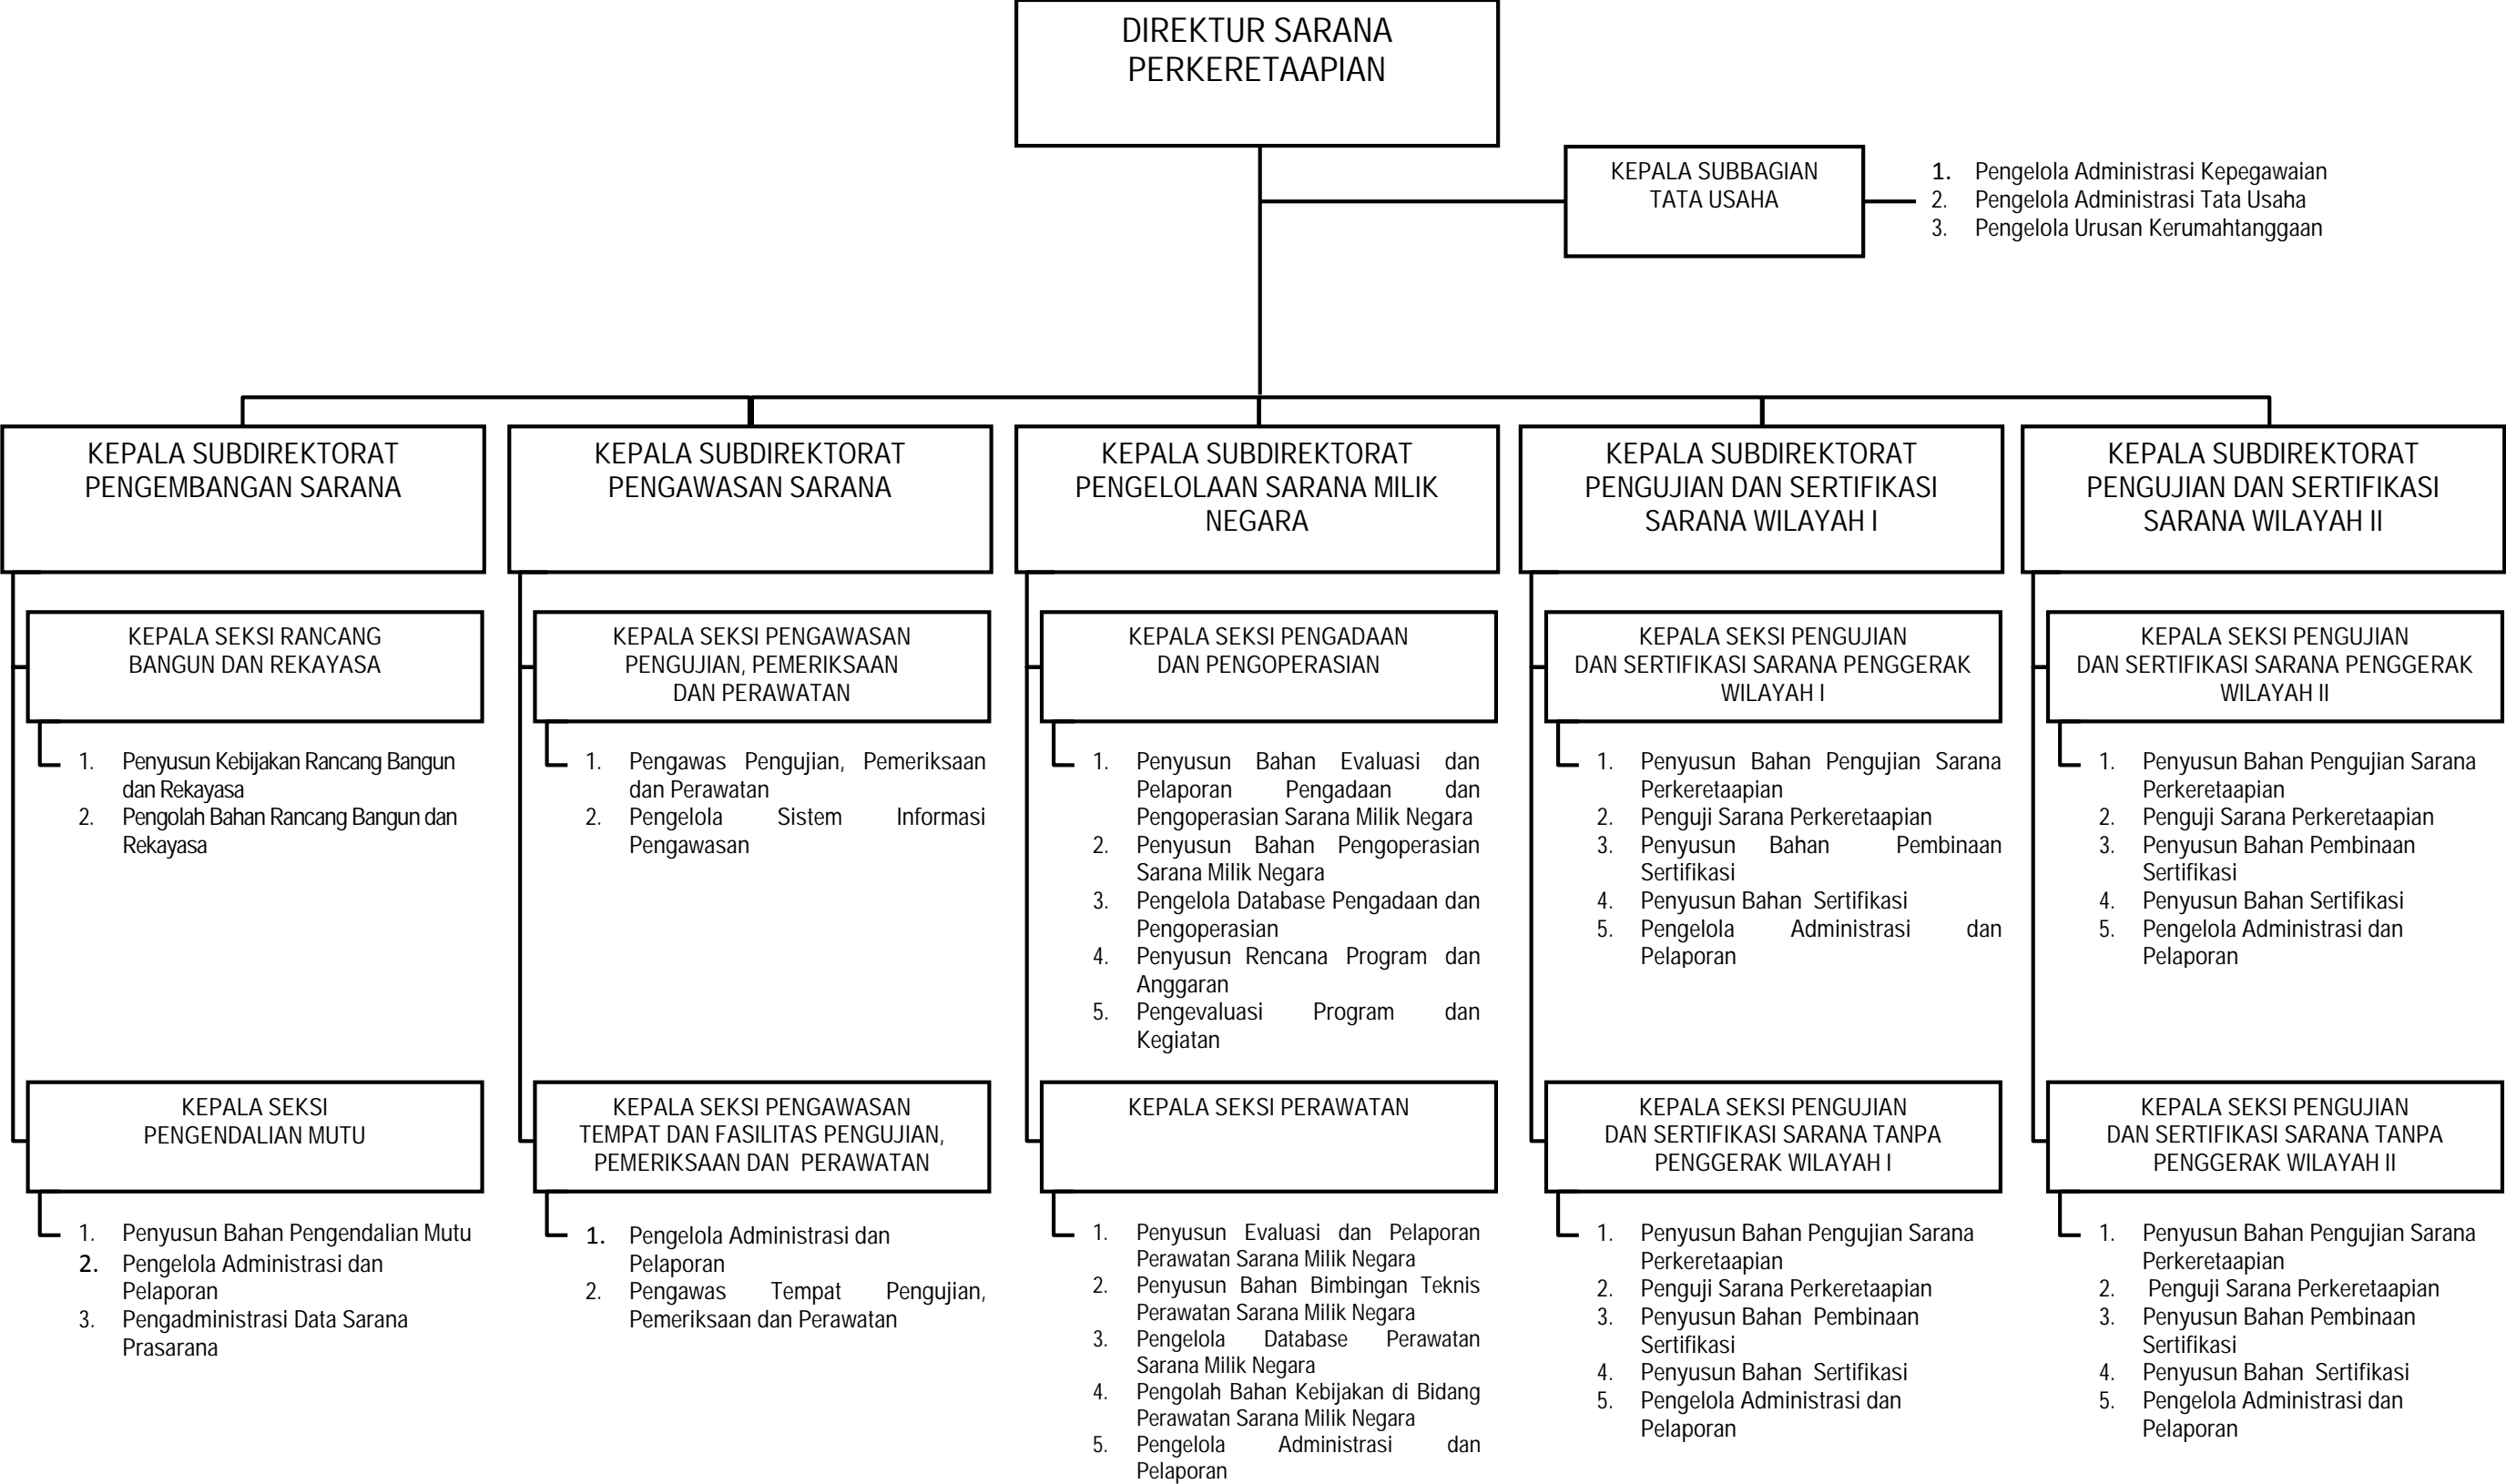 DIREKTUR SARANA
PERKERETAAPIAN
KEPALA SUBBAGIAN
TATA USAHA
1. Pengelola Administrasi Kepegawaian
2. Pengelola Administrasi Tata Usaha
3. Pengelola Urusan Kerumahtanggaan
KEPALA SUBDIREKTORAT
PENGEMBANGAN SARANA
KEPALA SUBDIREKTORAT
PENGAWASAN SARANA
KEPALA SUBDIREKTORAT
PENGELOLAAN SARANA MILIK
NEGARA
KEPALA SUBDIREKTORAT
PENGUJIAN DAN SERTIFIKASI
SARANA WILAYAH I
KEPALA SUBDIREKTORAT
PENGUJIAN DAN SERTIFIKASI
SARANA WILAYAH II
KEPALA SEKSI RANCANG
BANGUN DAN REKAYASA
KEPALA SEKSI PENGAWASAN
PENGUJIAN, PEMERIKSAAN
DAN PERAWATAN
KEPALA SEKSI PENGADAAN
DAN PENGOPERASIAN
KEPALA SEKSI PENGUJIAN
DAN SERTIFIKASI SARANA PENGGERAK
WILAYAH I
KEPALA SEKSI PENGUJIAN
DAN SERTIFIKASI SARANA PENGGERAK
WILAYAH II
1. Penyusun Kebijakan Rancang Bangun
dan Rekayasa
2. Pengolah Bahan Rancang Bangun dan
Rekayasa
1. Pengawas Pengujian, Pemeriksaan
dan Perawatan
2. Pengelola Sistem Informasi
Pengawasan
1. Penyusun Bahan Evaluasi dan
Pelaporan Pengadaan dan
Pengoperasian Sarana Milik Negara
2. Penyusun Bahan Pengoperasian
Sarana Milik Negara
3. Pengelola Database Pengadaan dan
Pengoperasian
4. Penyusun Rencana Program dan
Anggaran
5. Pengevaluasi Program dan
Kegiatan
1. Penyusun Bahan Pengujian Sarana
Perkeretaapian
2. Penguji Sarana Perkeretaapian
3. Penyusun Bahan Pembinaan
Sertifikasi
4. Penyusun Bahan Sertifikasi
5. Pengelola Administrasi dan
Pelaporan
1. Penyusun Bahan Pengujian Sarana
Perkeretaapian
2. Penguji Sarana Perkeretaapian
3. Penyusun Bahan Pembinaan
Sertifikasi
4. Penyusun Bahan Sertifikasi
5. Pengelola Administrasi dan
Pelaporan
KEPALA SEKSI
PENGENDALIAN MUTU
KEPALA SEKSI PENGAWASAN
TEMPAT DAN FASILITAS PENGUJIAN,
PEMERIKSAAN DAN PERAWATAN
KEPALA SEKSI PERAWATAN
KEPALA SEKSI PENGUJIAN
DAN SERTIFIKASI SARANA TANPA
PENGGERAK WILAYAH I
KEPALA SEKSI PENGUJIAN
DAN SERTIFIKASI SARANA TANPA
PENGGERAK WILAYAH II
1. Penyusun Bahan Pengendalian Mutu
2. Pengelola Administrasi dan
Pelaporan
3. Pengadministrasi Data Sarana
Prasarana
1. Pengelola Administrasi dan
Pelaporan
2. Pengawas Tempat Pengujian,
Pemeriksaan dan Perawatan
1. Penyusun Evaluasi dan Pelaporan
Perawatan Sarana Milik Negara
2. Penyusun Bahan Bimbingan Teknis
Perawatan Sarana Milik Negara
3. Pengelola Database Perawatan
Sarana Milik Negara
4. Pengolah Bahan Kebijakan di Bidang
Perawatan Sarana Milik Negara
5. Pengelola Administrasi dan
Pelaporan
1. Penyusun Bahan Pengujian Sarana
Perkeretaapian
2. Penguji Sarana Perkeretaapian
3. Penyusun Bahan Pembinaan
Sertifikasi
4. Penyusun Bahan Sertifikasi
5. Pengelola Administrasi dan
Pelaporan
1. Penyusun Bahan Pengujian Sarana
Perkeretaapian
2. Penguji Sarana Perkeretaapian
3. Penyusun Bahan Pembinaan
Sertifikasi
4. Penyusun Bahan Sertifikasi
5. Pengelola Administrasi dan
Pelaporan